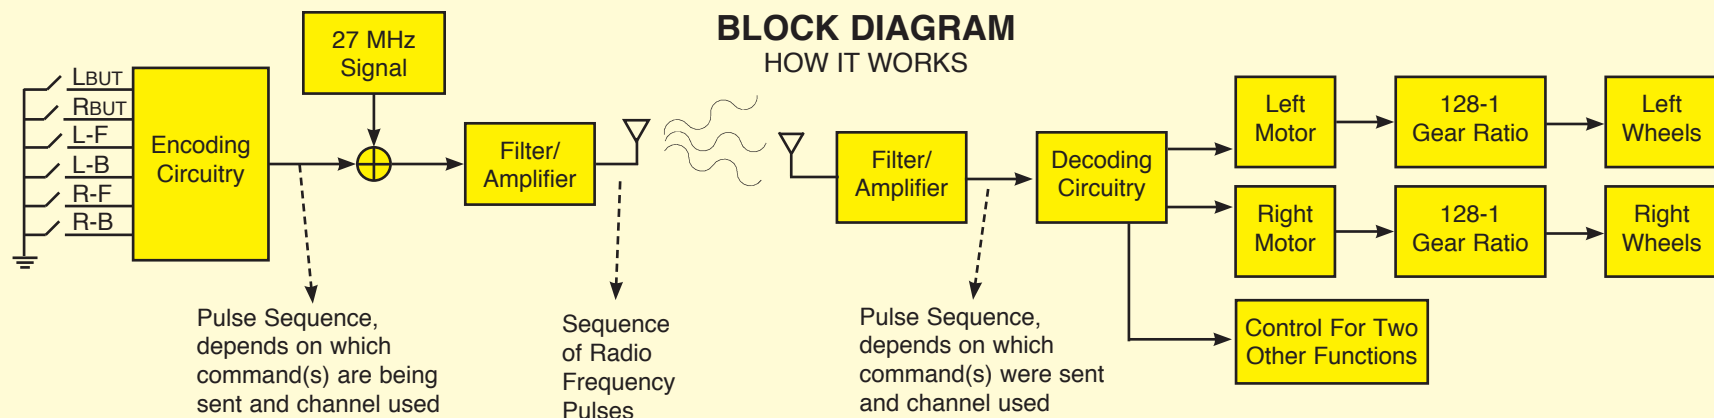 BLOCK DIAGRAM
HOW IT WORKS
27 MHz
Signal
LBUT
RBUT
L-F
L-B
R-F
R-B
Encoding
Circuitry
Filter/
Amplifier
Filter/
Amplifier
Decoding
Circuitry
Left
Motor
128-1
Gear Ratio
Left
Wheels
Right
Motor
128-1
Gear Ratio
Right
Wheels
Control For Two
Other Functions
Pulse Sequence,
depends on which
command(s) are being
sent and channel used
Sequence
of Radio
Frequency
Pulses
Pulse Sequence,
depends on which
command(s) were sent
and channel used